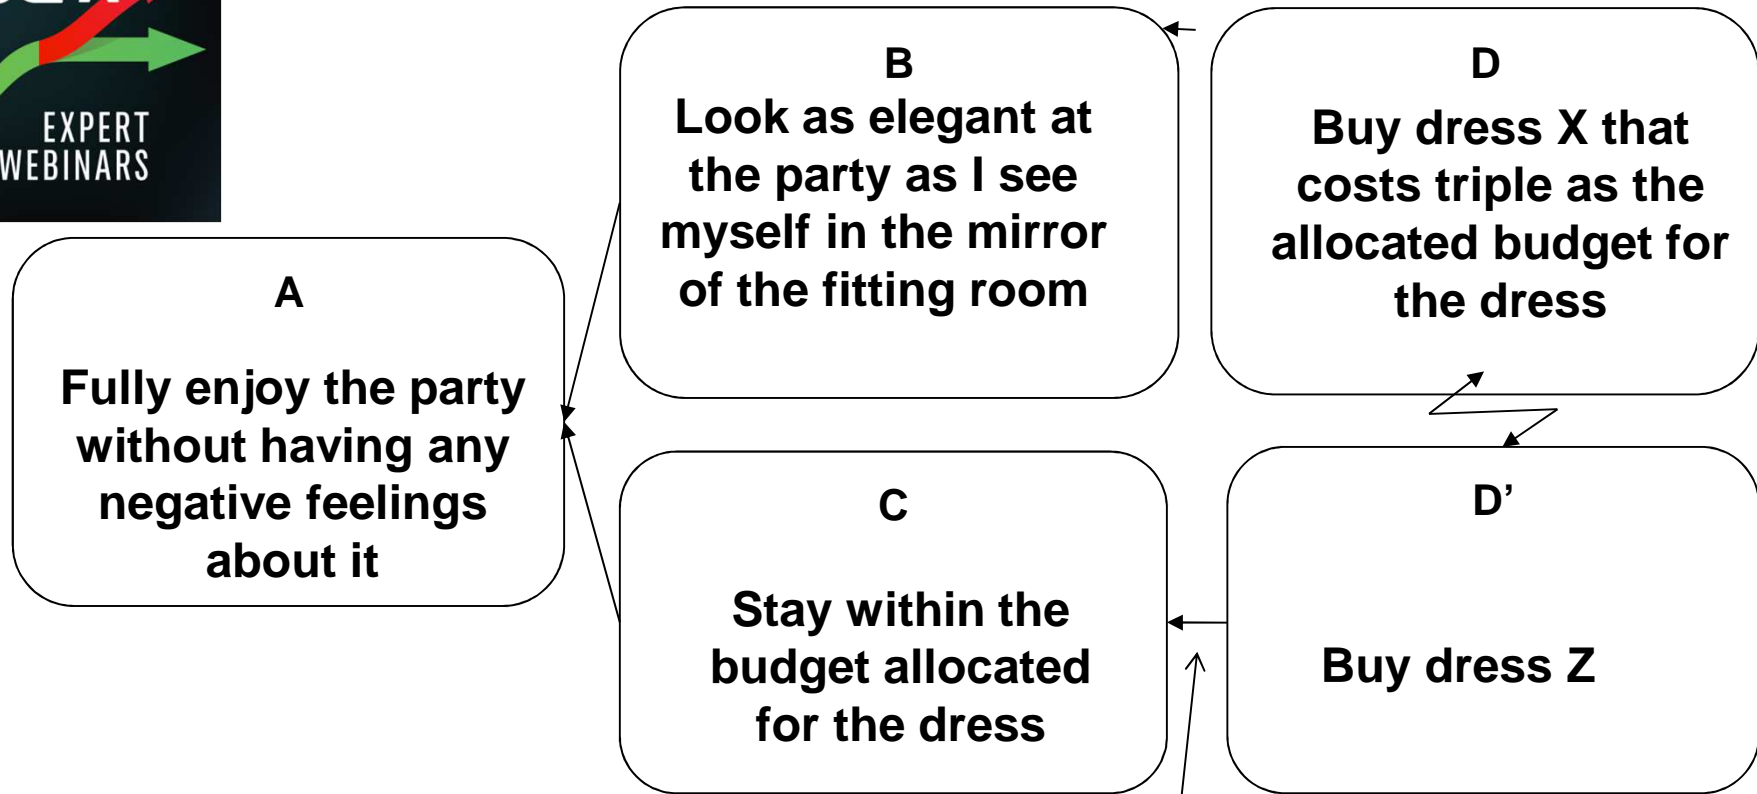 EXPERT
WEBINARS
A
Fully enjoy the party
without having any
negative feelings
about it
B
Look as elegant at
the party as I see
myself in the mirror
of the fitting room
C
Stay within the
budget allocated
for the dress
D
Buy dress X that
costs triple as the
allocated budget for
the dress
D’
Buy dress Z